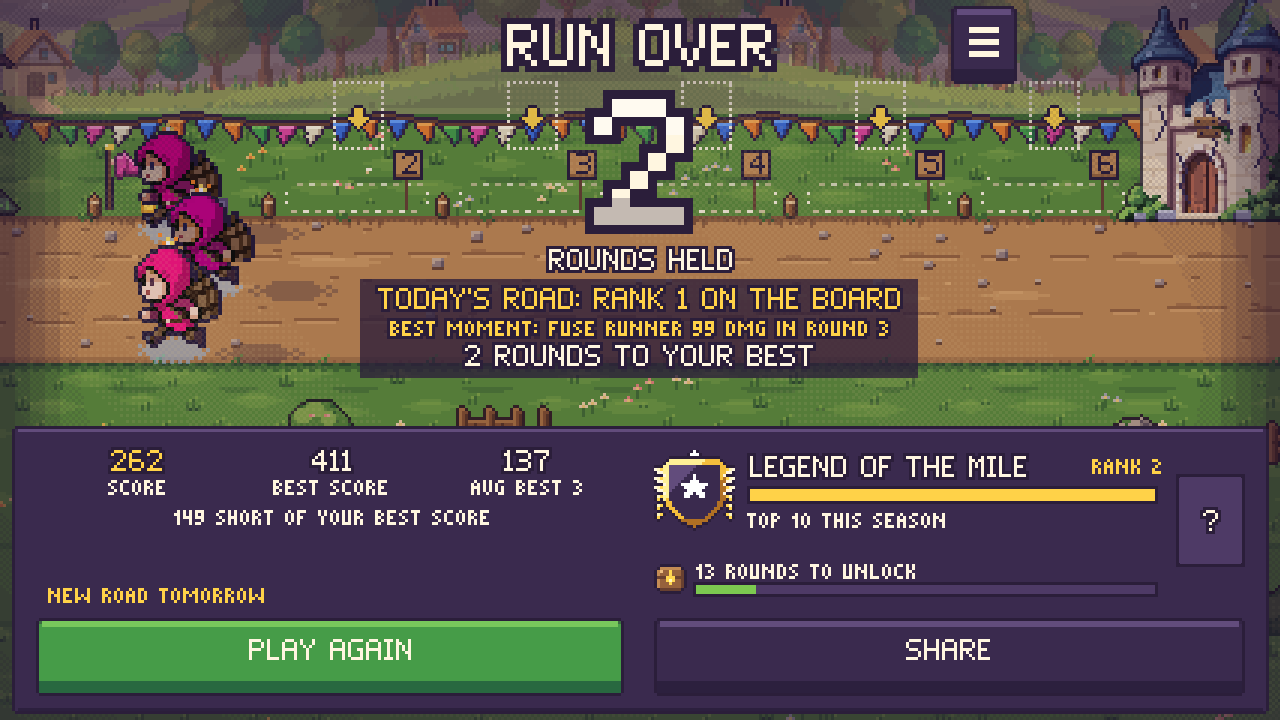 RUN OVER
2
3
4
5
6
2
ROUNDS HELD
TODAY'S ROAD: RANK 1 ON THE BOARD
BEST MOMENT: FUSE RUNNER 99 DMG IN ROUND 3
2 ROUNDS TO YOUR BEST
262
SCORE
411
BEST SCORE
137
AVG BEST 3
149 SHORT OF YOUR BEST SCORE
NEW ROAD TOMORROW
PLAY AGAIN
LEGEND OF THE MILE
RANK 2
TOP 10 THIS SEASON
?
13 ROUNDS TO UNLOCK
SHARE